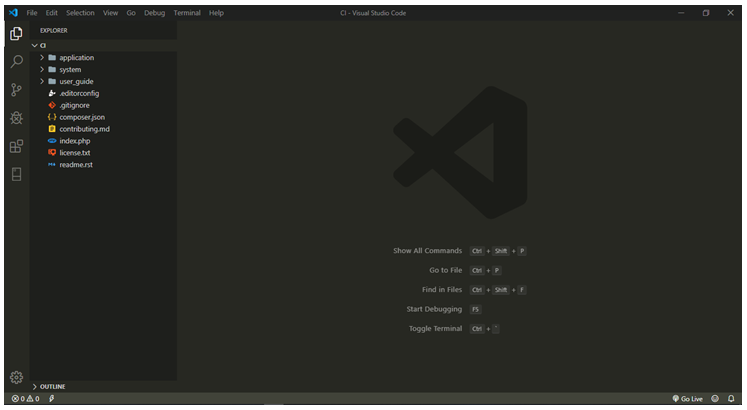 File Edit Selection View Go Debug Terminal Help
CI - Visual Studio Code
EXPLORER
CI
application
system
user_guide
.editorconfig
.gitignore
composer.json
contributing.md
index.php
license.txt
readme.rst
Show All Commands Ctrl + Shift + P
Go to File Ctrl + P
Find in Files Ctrl + Shift + F
Start Debugging F5
Toggle Terminal Ctrl + `
OUTLINE
0 0
Go Live